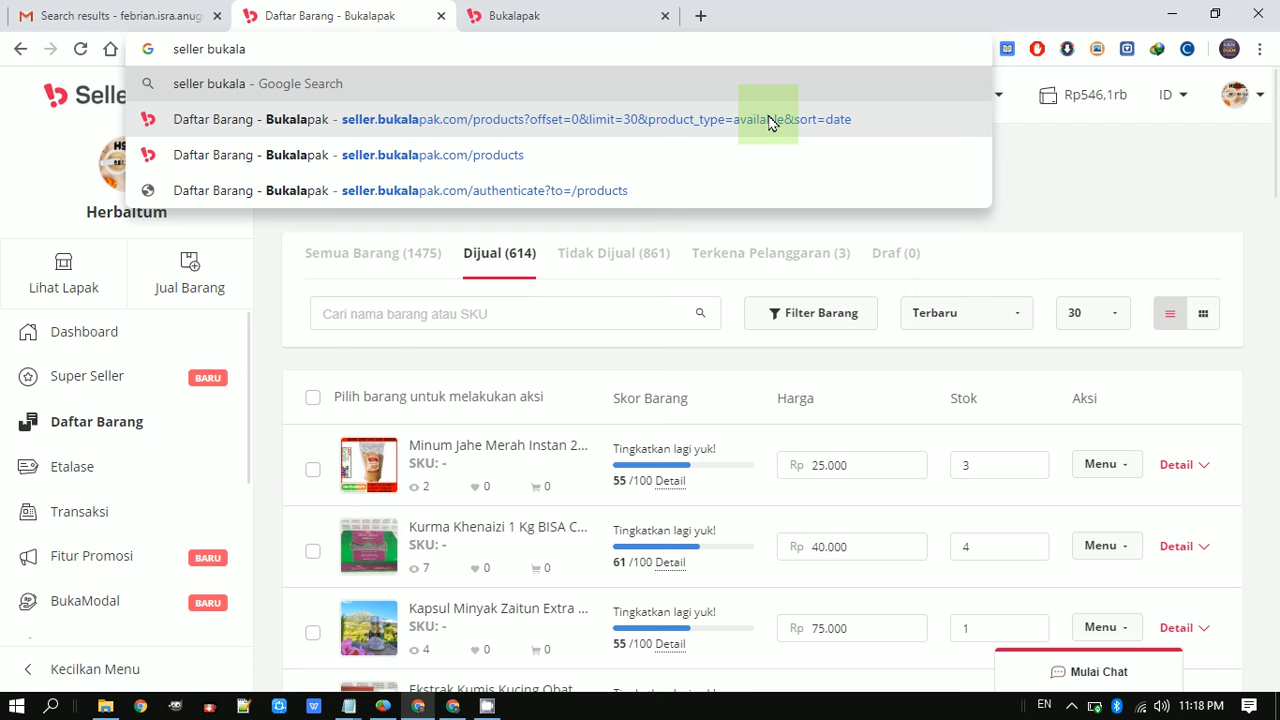 Search results - febrian.isra.anug
Daftar Barang - Bukalapak
Bukalapak
seller bukala
seller bukala - Google Search
Daftar Barang - Bukalapak - seller.bukalapak.com/products?offset=0&limit=30&product_type=available&sort=date
Daftar Barang - Bukalapak - seller.bukalapak.com/products
Daftar Barang - Bukalapak - seller.bukalapak.com/authenticate?to=/products
Selle
Rp546,1rb
ID
Herbaltum
Lihat Lapak
Jual Barang
Dashboard
Super Seller BARU
Daftar Barang
Etalase
Transaksi
Fitur Promosi BARU
BukaModal BARU
Kecilkan Menu
Semua Barang (1475) Dijual (614) Tidak Dijual (861) Terkena Pelanggaran (3) Draf (0)
Cari nama barang atau SKU Filter Barang Terbaru 30
Pilih barang untuk melakukan aksi Skor Barang Harga Stok Aksi
Minum Jahe Merah Instan 2...
SKU: -
2 0 0
Tingkatkan lagi yuk!
55 /100 Detail
Rp 25.000
3
Menu
Detail
Kurma Khenaizi 1 Kg BISA C...
SKU: -
7 0 0
Tingkatkan lagi yuk!
61 /100 Detail
Rp 40.000
4
Menu
Detail
Kapsul Minyak Zaitun Extra ...
SKU: -
4 0 0
Tingkatkan lagi yuk!
55 /100 Detail
Rp 75.000
1
Menu
Detail
Ekstrak Kumis Kucing Obat
Mulai Chat
EN
11:18 PM